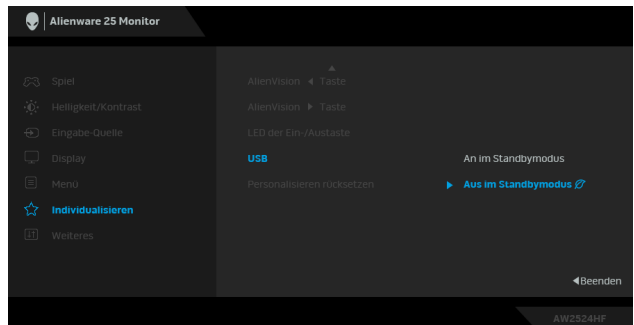 Alienware 25 Monitor
Spiel
AlienVision ◀ Taste
Helligkeit/Kontrast
AlienVision ▶ Taste
Eingabe-Quelle
LED der Ein-/Austaste
Display
USB
An im Standbymodus
Menü
Personalisieren rücksetzen
Aus im Standbymodus
Individualisieren
Weiteres
◀Beenden
AW2524HF